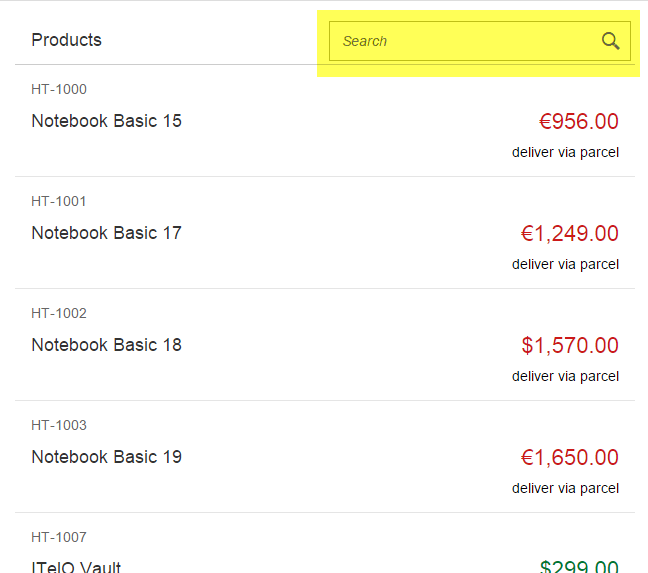 Products
Search
HT-1000
Notebook Basic 15
€956.00
deliver via parcel
HT-1001
Notebook Basic 17
€1,249.00
deliver via parcel
HT-1002
Notebook Basic 18
$1,570.00
deliver via parcel
HT-1003
Notebook Basic 19
€1,650.00
deliver via parcel
HT-1007
ITelO Vault
$299.00